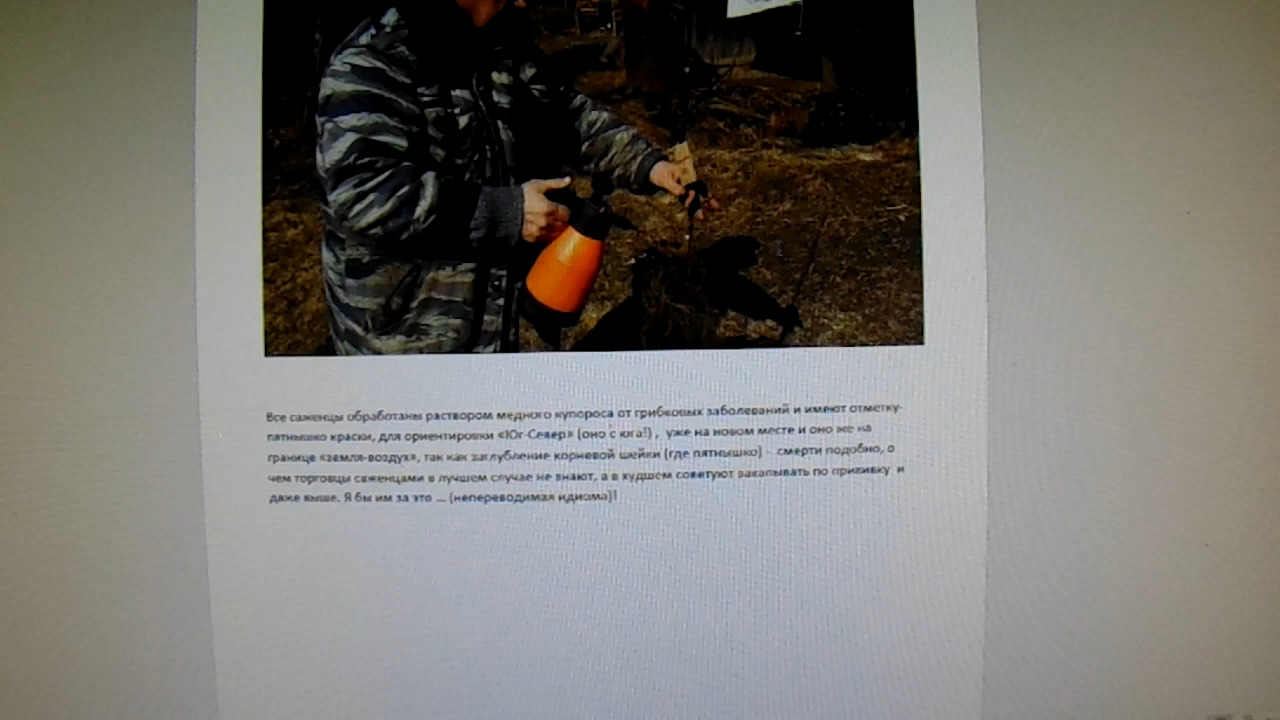 Все саженцы обработаны раствором медного купороса от грибковых заболеваний и имеют отметку-
пятнышко краски, для ориентировки «Юг-Север» (оно с юга!) , уже на новом месте и оно же на
границе «земля-воздух», так как заглубление корневой шейки (где пятнышко) - смерти подобно, о
чем торговцы саженцами в лучшем случае не знают, а в худшем советуют закапывать по прививку и
даже выше. Я бы им за это ... (непереводимая идиома)!